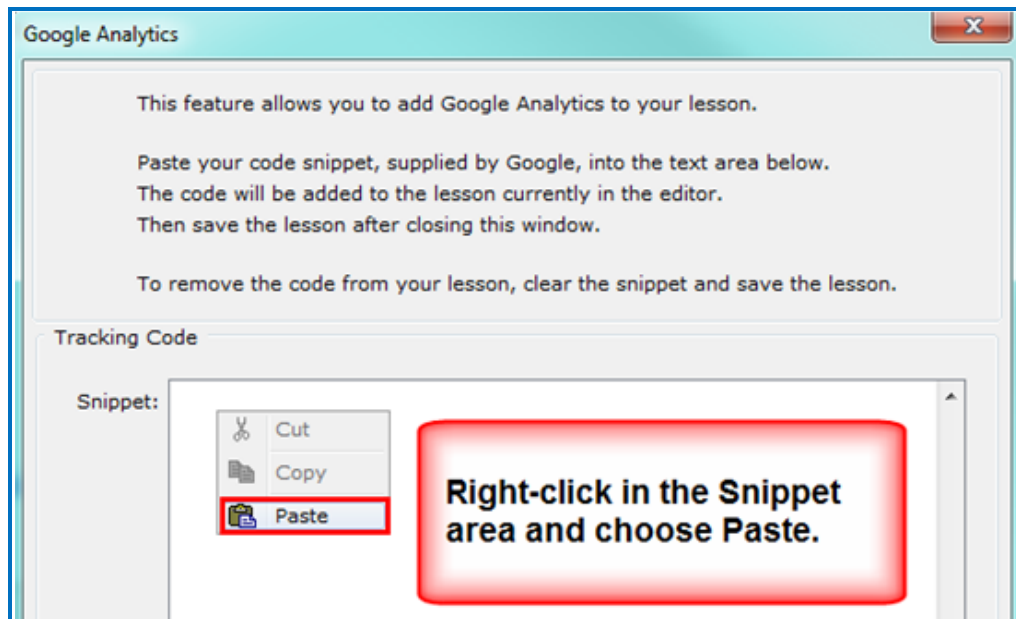 Google Analytics
This feature allows you to add Google Analytics to your lesson.
Paste your code snippet, supplied by Google, into the text area below.
The code will be added to the lesson currently in the editor.
Then save the lesson after closing this window.
To remove the code from your lesson, clear the snippet and save the lesson.
Tracking Code
Snippet:
Cut
Copy
Paste
Right-click in the Snippet
area and choose Paste.